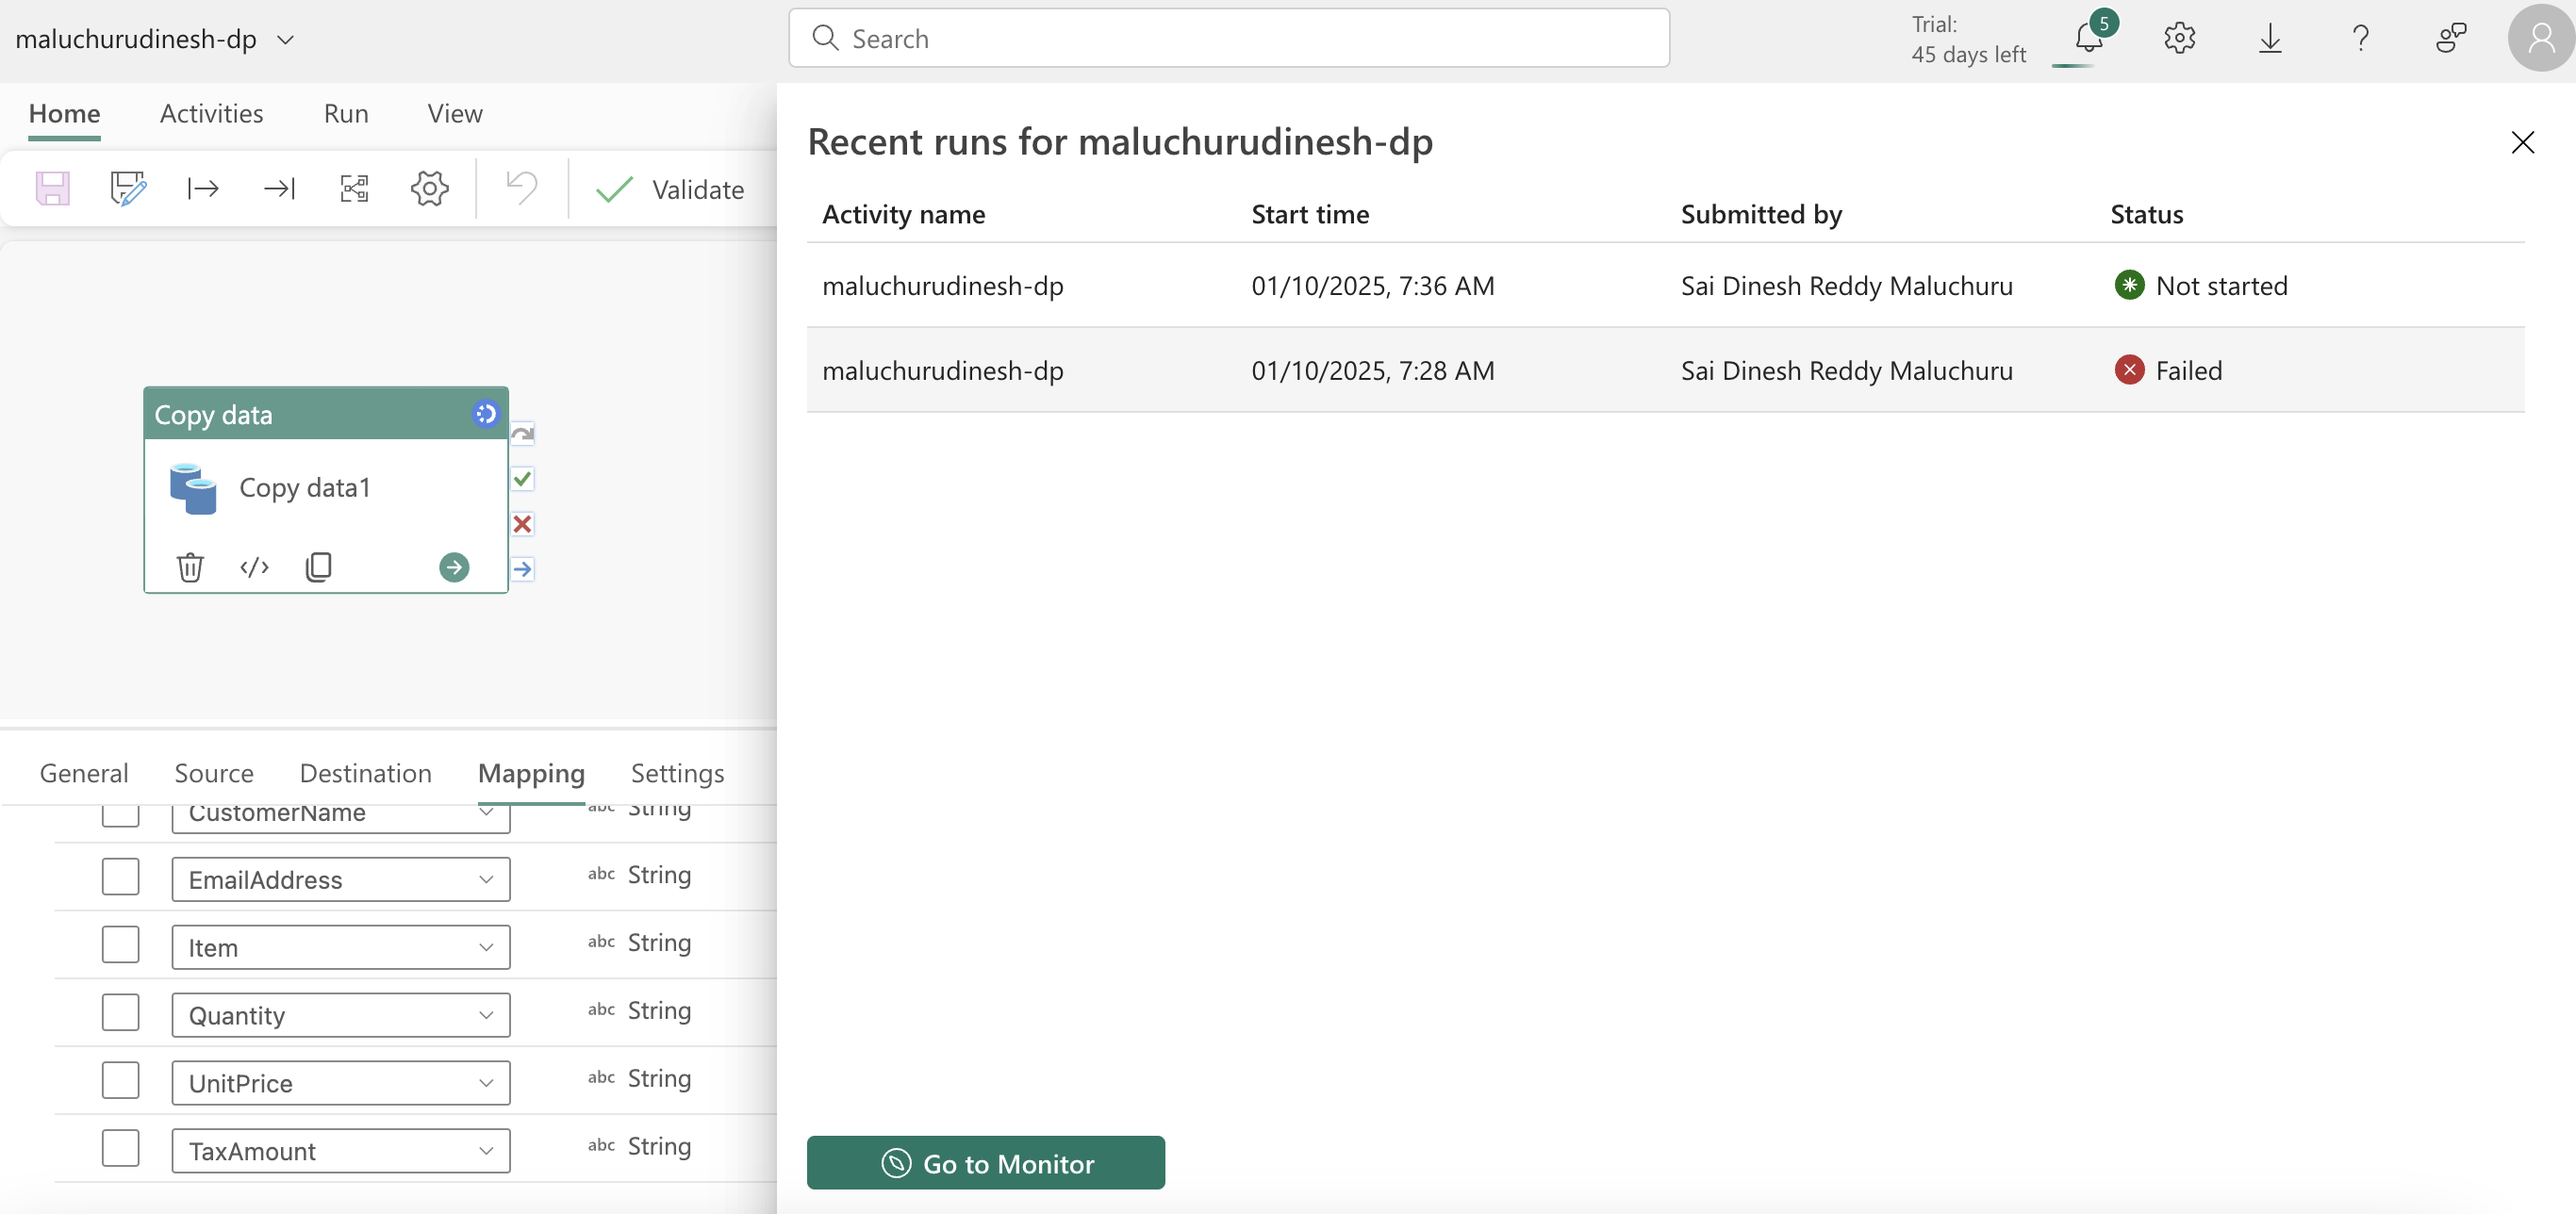 maluchurudinesh-dp
Search
Trial:
45 days left
5
Home
Activities
Run
View
Validate
Copy data
Copy data1
General
Source
Destination
Mapping
Settings
CustomerName
abc String
EmailAddress
abc String
Item
abc String
Quantity
abc String
UnitPrice
abc String
TaxAmount
abc String
Recent runs for maluchurudinesh-dp
Activity name Start time Submitted by Status
maluchurudinesh-dp 01/10/2025, 7:36 AM Sai Dinesh Reddy Maluchuru Not started
maluchurudinesh-dp 01/10/2025, 7:28 AM Sai Dinesh Reddy Maluchuru Failed
Go to Monitor